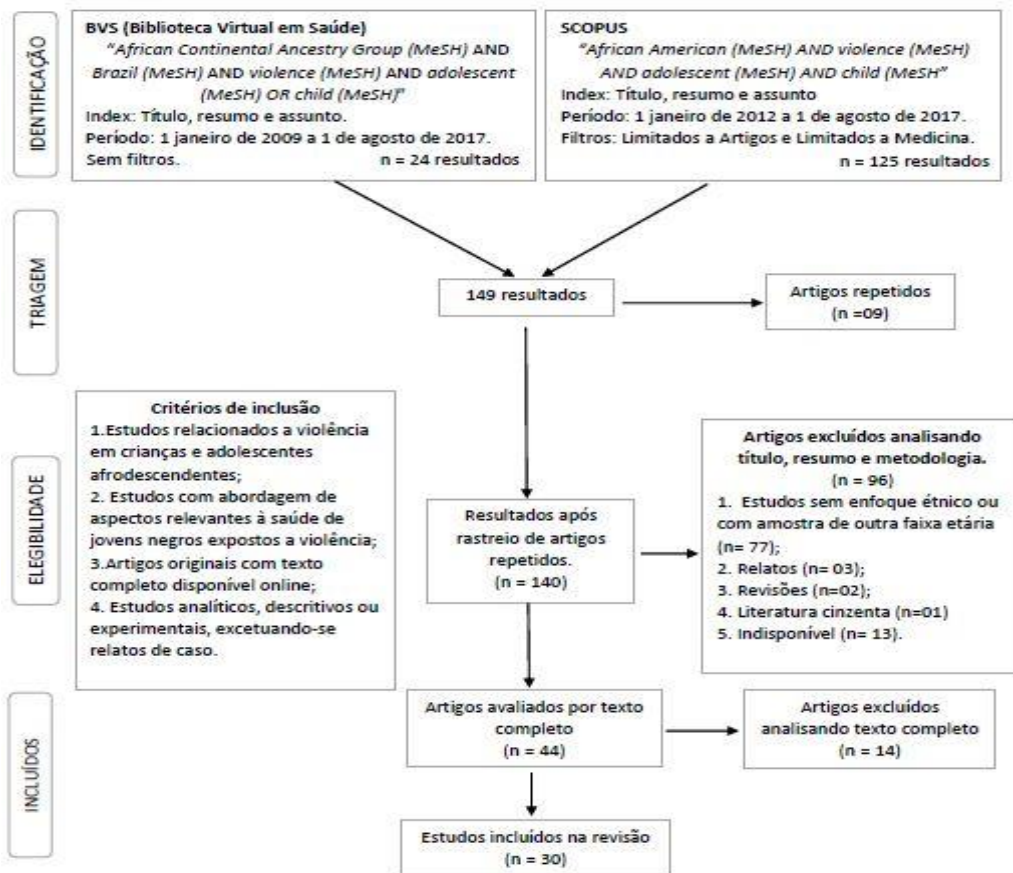 IDENTIFICAÇÃO
BVS (Biblioteca Virtual em Saúde)
“African Continental Ancestry Group (MeSH) AND
Brazil (MeSH) AND violence (MeSH) AND adolescent
(MeSH) OR child (MeSH)”
Index: Título, resumo e assunto.
Período: 1 janeiro de 2009 a 1 de agosto de 2017.
Sem filtros. n = 24 resultados
SCOPUS
“African American (MeSH) AND violence (MeSH)
AND adolescent (MeSH) AND child (MeSH”
Index: Título, resumo e assunto
Período: 1 janeiro de 2012 a 1 de agosto de 2017.
Filtros: Limitados a Artigos e Limitados a Medicina.
n = 125 resultados
TRIAGEM
149 resultados
Artigos repetidos
(n =09)
ELEGIBILIDADE
Critérios de inclusão
1.Estudos relacionados a violência
em crianças e adolescentes
afrodescendentes;
2. Estudos com abordagem de
aspectos relevantes à saúde de
jovens negros expostos a violência;
3.Artigos originais com texto
completo disponível online;
4. Estudos analíticos, descritivos ou
experimentais, excetuando-se
relatos de caso.
Resultados após
rastreio de artigos
repetidos.
(n = 140)
Artigos excluídos analisando
título, resumo e metodologia.
(n = 96)
1. Estudos sem enfoque étnico ou
com amostra de outra faixa etária
(n= 77);
2. Relatos (n= 03);
3. Revisões (n=02);
4. Literatura cinzenta (n=01)
5. Indisponível (n= 13).
INCLUÍDOS
Artigos avaliados por texto
completo
(n = 44)
Artigos excluídos
analisando texto completo
(n = 14)
Estudos incluídos na revisão
(n = 30)